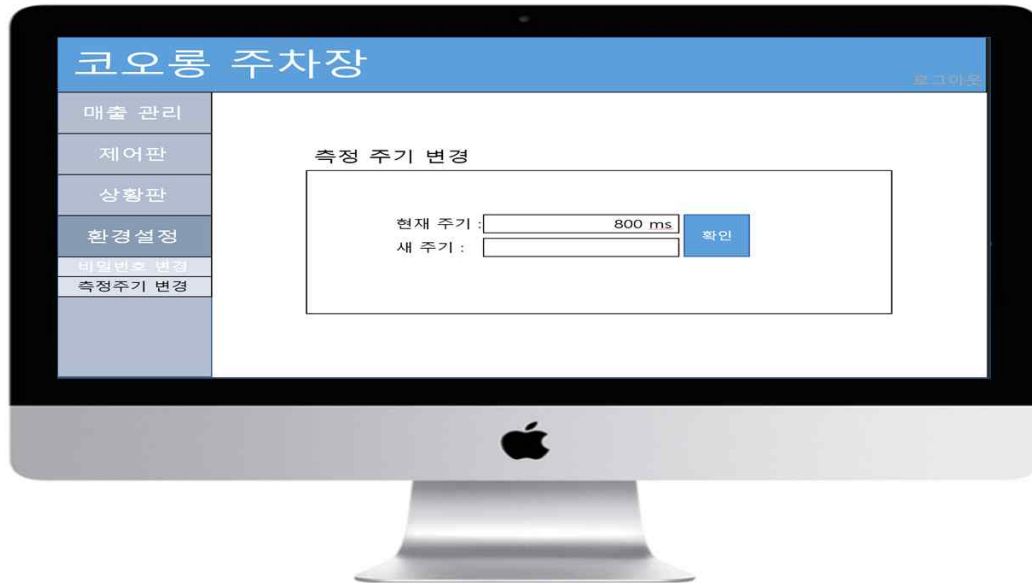 코오롱 주차장
로그아웃
매출 관리
제어판
상황판
환경설정
비밀번호 변경
측정주기 변경
측정 주기 변경
현재 주기 : 800 ms
새 주기 :
확인